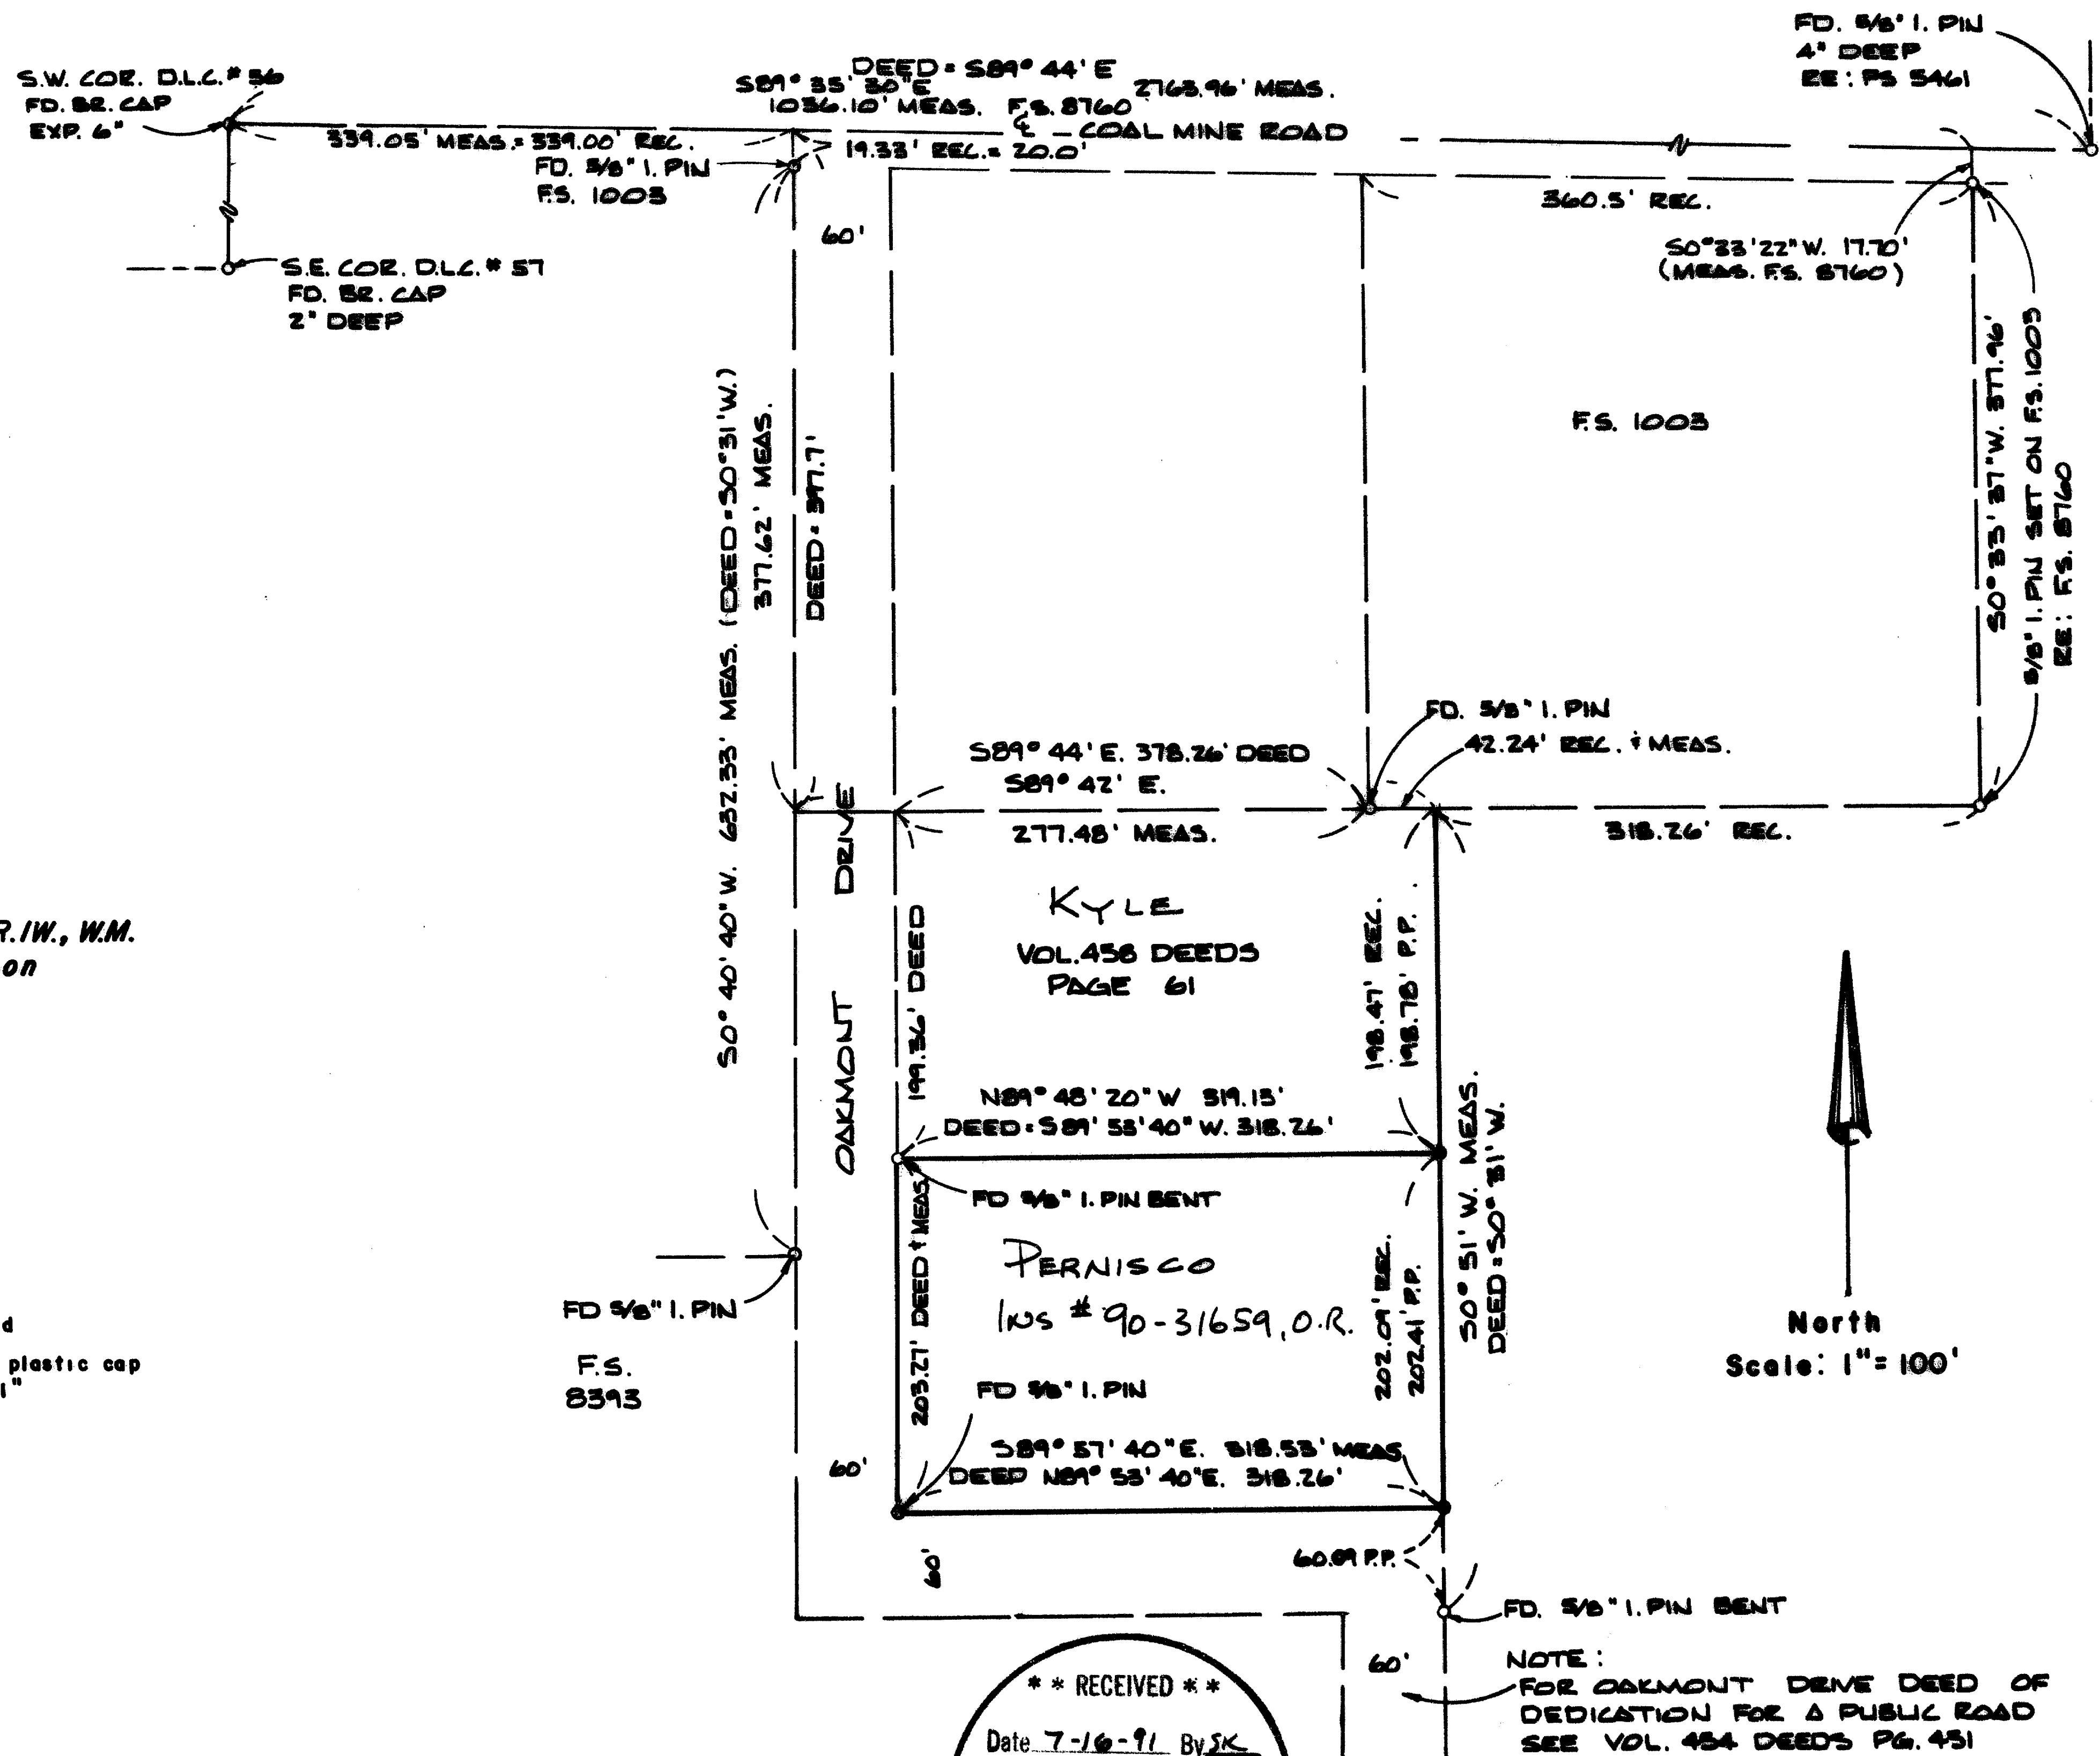 S.W. COR. D.L.C. # 56
FD. BR. CAP
EXP. 6"
DEED = S89° 44' E
S89° 35' 30" E
2763.96' MEAS.
1036.10' MEAS. F.S. 8760
339.05' MEAS. = 339.00' REC.
℄ COAL MINE ROAD
19.33' REC. = 20.0'
FD. 5/8" I. PIN
F.S. 1003
FD. 5/8" I. PIN
4" DEEP
RE: PS 5461
360.5' REC.
60'
S0° 33' 22" W. 17.70'
(MEAS. F.S. 8760)
S.E. COR. D.L.C. # 57
FD. BR. CAP
2" DEEP
S0° 40' 40" W. 632.33' MEAS. (DEED = S0° 31' W.)
377.62' MEAS.
DEED = 397.7'
F.S. 1003
S0° 33' 37" W. 377.96'
5/8" I. PIN SET ON F.S. 1003
RE: F.S. 8760
FD. 5/8" I. PIN
42.24' REC. & MEAS.
S89° 44' E. 378.26' DEED
S89° 42' E.
277.48' MEAS.
318.26' REC.
OAKMONT DRIVE
KYLE
VOL. 458 DEEDS
PAGE 61
199.36' DEED
198.47' REC.
198.78' P.P.
R.1W., W.M.
on
N89° 48' 20" W 319.13'
DEED = S89° 53' 40" W. 318.26'
FD 5/8" I. PIN BENT
S0° 51' W. MEAS.
DEED = S0° 31' W.
PERNISCO
INS # 90-31659, O.R.
203.27' DEED & MEAS.
202.09' REC.
202.41' P.P.
FD 5/8" I. PIN
F.S.
8393
d
plastic cap
1"
North
Scale: 1" = 100'
FD 5/8" I. PIN
S89° 57' 40" E. 318.53' MEAS.
DEED N89° 53' 40" E. 318.26'
60'
60'
60.09 P.P.
FD. 5/8" I. PIN BENT
60'
NOTE:
FOR OAKMONT DRIVE DEED OF
DEDICATION FOR A PUBLIC ROAD
SEE VOL. 454 DEEDS PG. 451
* * RECEIVED * *
Date 7-16-91 By SK